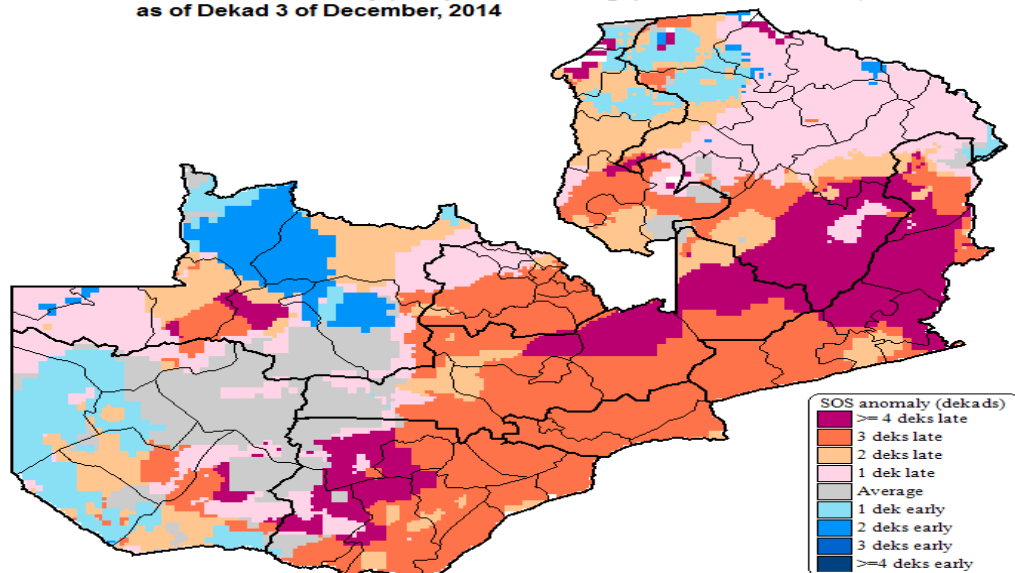 as of Dekad 3 of December, 2014
SOS anomaly (dekads)
>= 4 deks late
3 deks late
2 deks late
1 dek late
Average
1 dek early
2 deks early
3 deks early
>=4 deks early